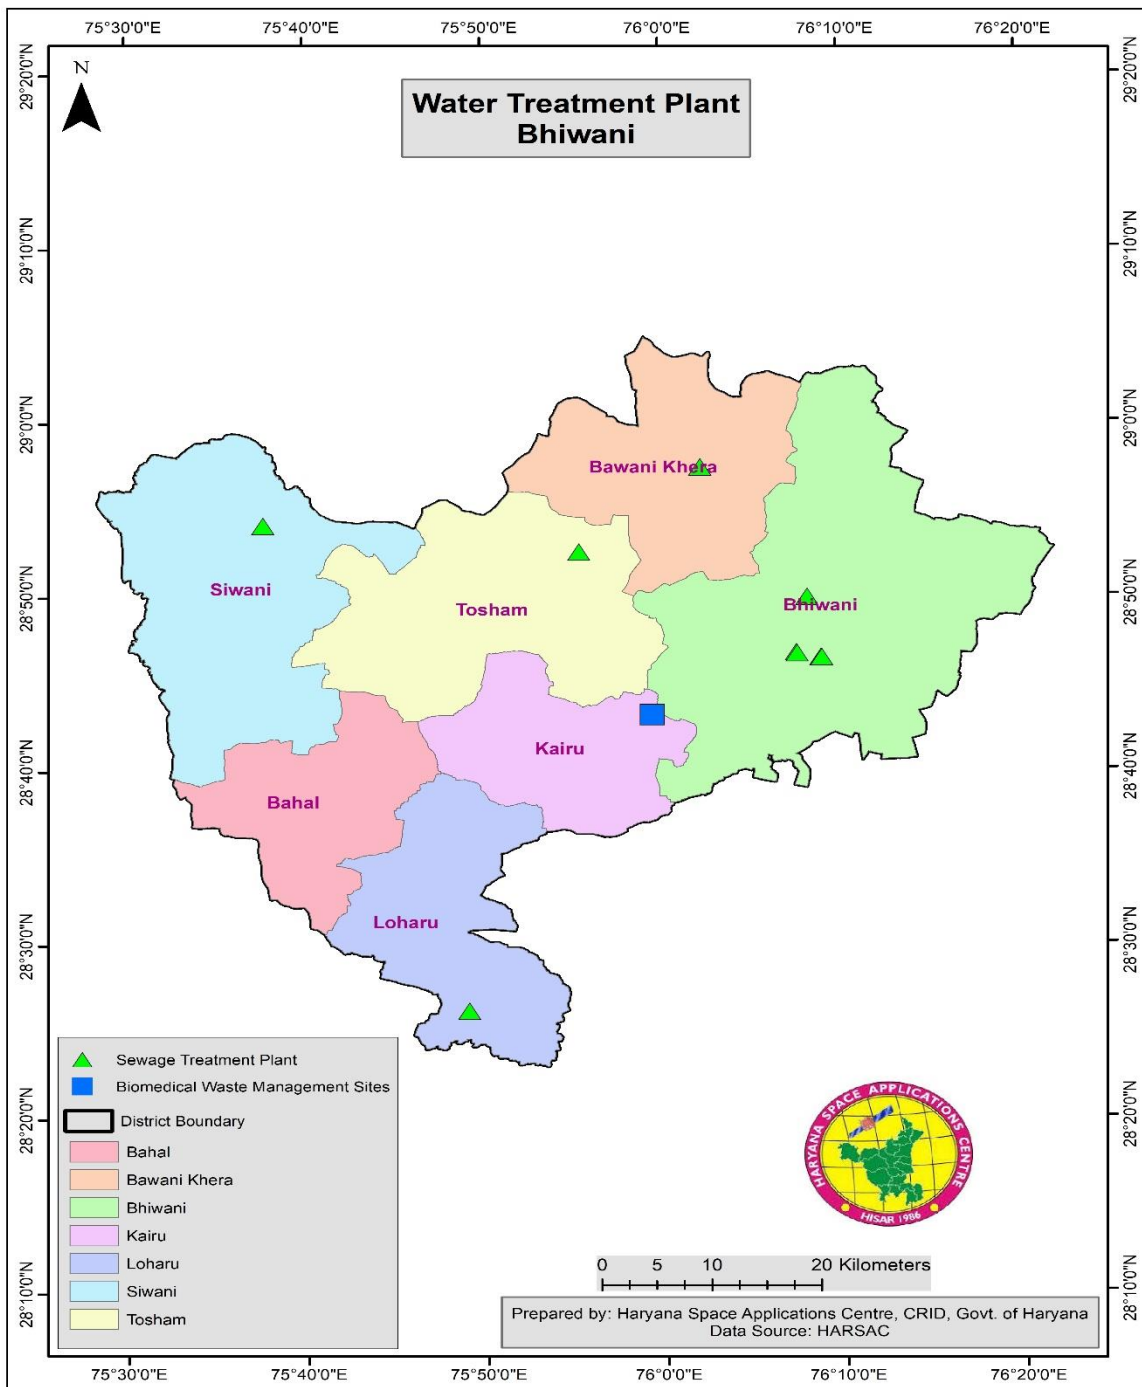 75°30'0"E 75°40'0"E 75°50'0"E 76°0'0"E 76°10'0"E 76°20'0"E
29°20'0"N
29°10'0"N
29°0'0"N
28°50'0"N
28°40'0"N
28°30'0"N
28°20'0"N
28°10'0"N
N
Water Treatment Plant
Bhiwani
Bawani Khera
Siwani
Tosham
Bhiwani
Kairu
Bahal
Loharu
Sewage Treatment Plant
Biomedical Waste Management Sites
District Boundary
Bahal
Bawani Khera
Bhiwani
Kairu
Loharu
Siwani
Tosham
HARYANA SPACE APPLICATIONS CENTRE
HISAR 1986
0 5 10 20 Kilometers
Prepared by: Haryana Space Applications Centre, CRID, Govt. of Haryana
Data Source: HARSAC
29°20'0"N
29°10'0"N
29°0'0"N
28°50'0"N
28°40'0"N
28°30'0"N
28°20'0"N
28°10'0"N
75°30'0"E 75°40'0"E 75°50'0"E 76°0'0"E 76°10'0"E 76°20'0"E